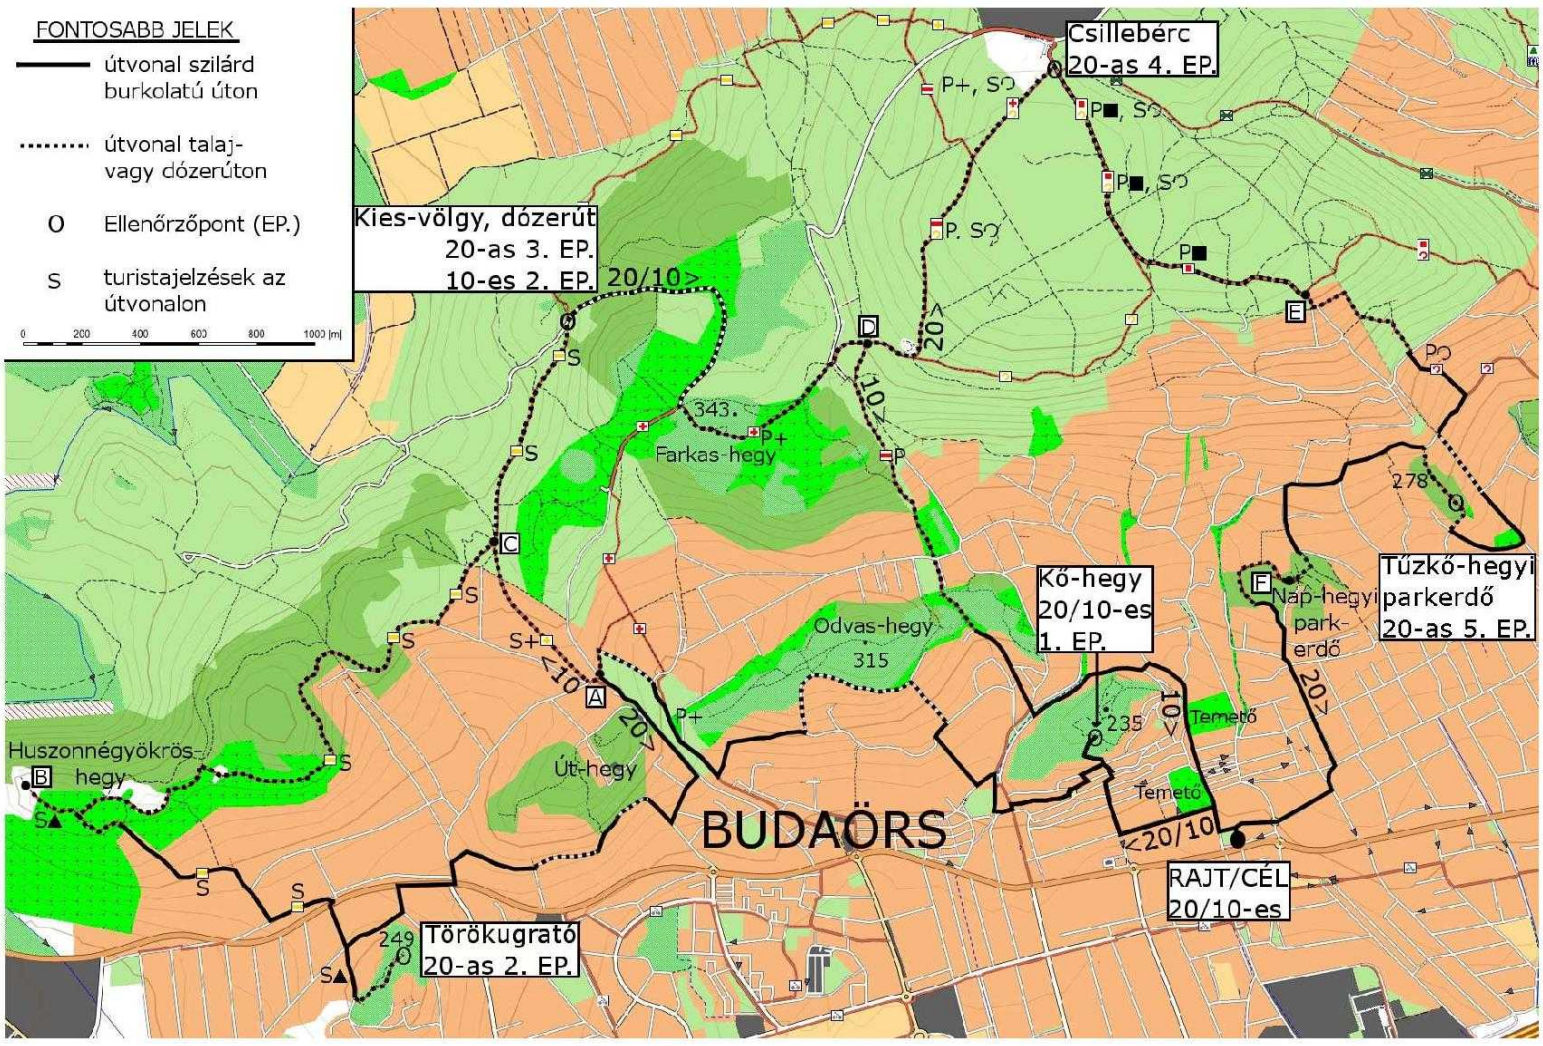 FONTOSABB JELEK
útvonal szilárd
burkolatú úton
útvonal talaj-
vagy dózerúton
O
Ellenőrzőpont (EP.)
S
turistajelzések az
útvonalon
0 200 400 600 800 1000 [m]
Csillebérc
20-as 4. EP.
P+, S
P■, S
P■, S
P, S
P■
Kies-völgy, dózerút
20-as 3. EP.
10-es 2. EP.
20/10>
D
20>
E
P
S
10>
343.
P+
Farkas-hegy
P
S
278
C
Tűzkő-hegyi
parkerdő
20-as 5. EP.
Kő-hegy
20/10-es
1. EP.
F
Nap-hegyi
park-
erdő
S
S
S+
<10
Odvas-hegy
315
A
20>
P+
235
10>
Temető
20>
Huszonnégyökrös-
hegy
B
S
S▲
Út-hegy
Temető
BUDAÖRS
<20/10
S
S
RAJT/CÉL
20/10-es
249
Törökugrató
20-as 2. EP.
S▲